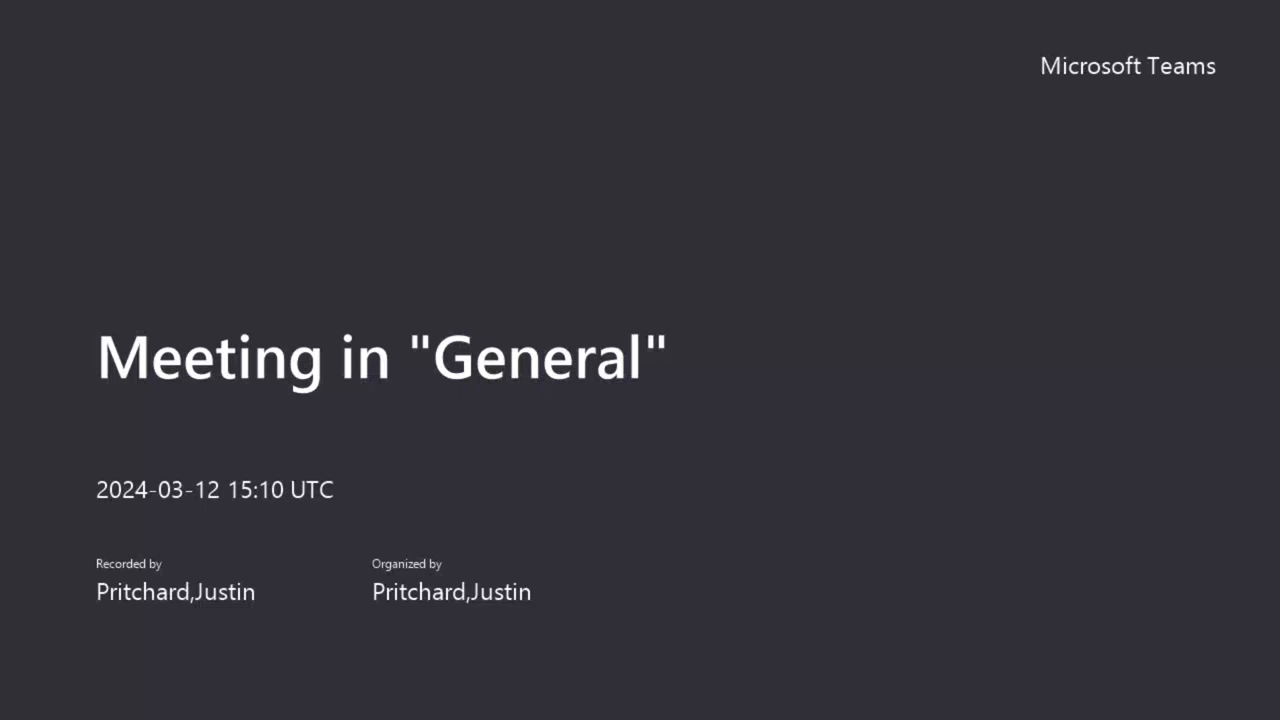 Microsoft Teams
Meeting in "General"
2024-03-12 15:10 UTC
Recorded by
Organized by
Pritchard,Justin
Pritchard,Justin